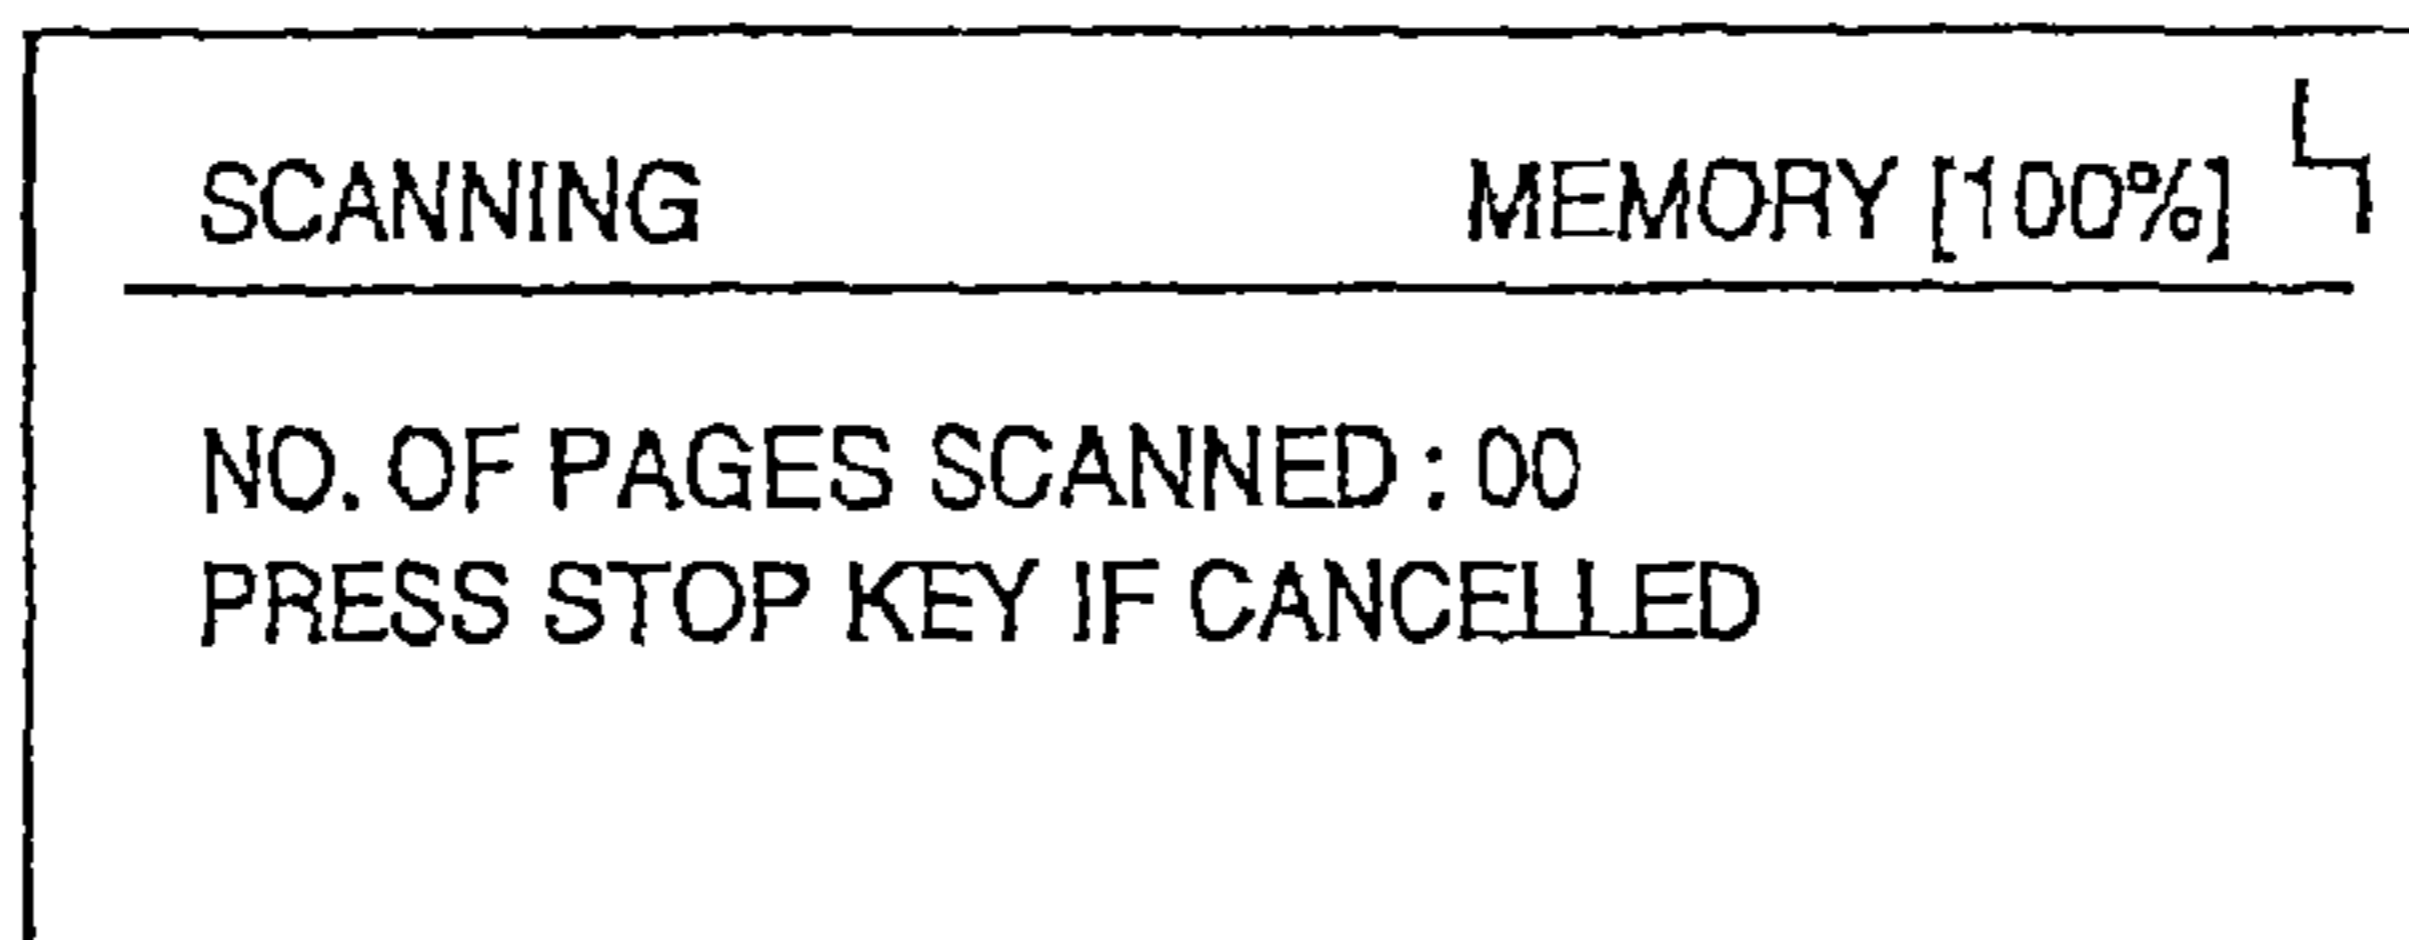 SCANNING MEMORY [100%]
NO. OF PAGES SCANNED : 00
PRESS STOP KEY IF CANCELLED